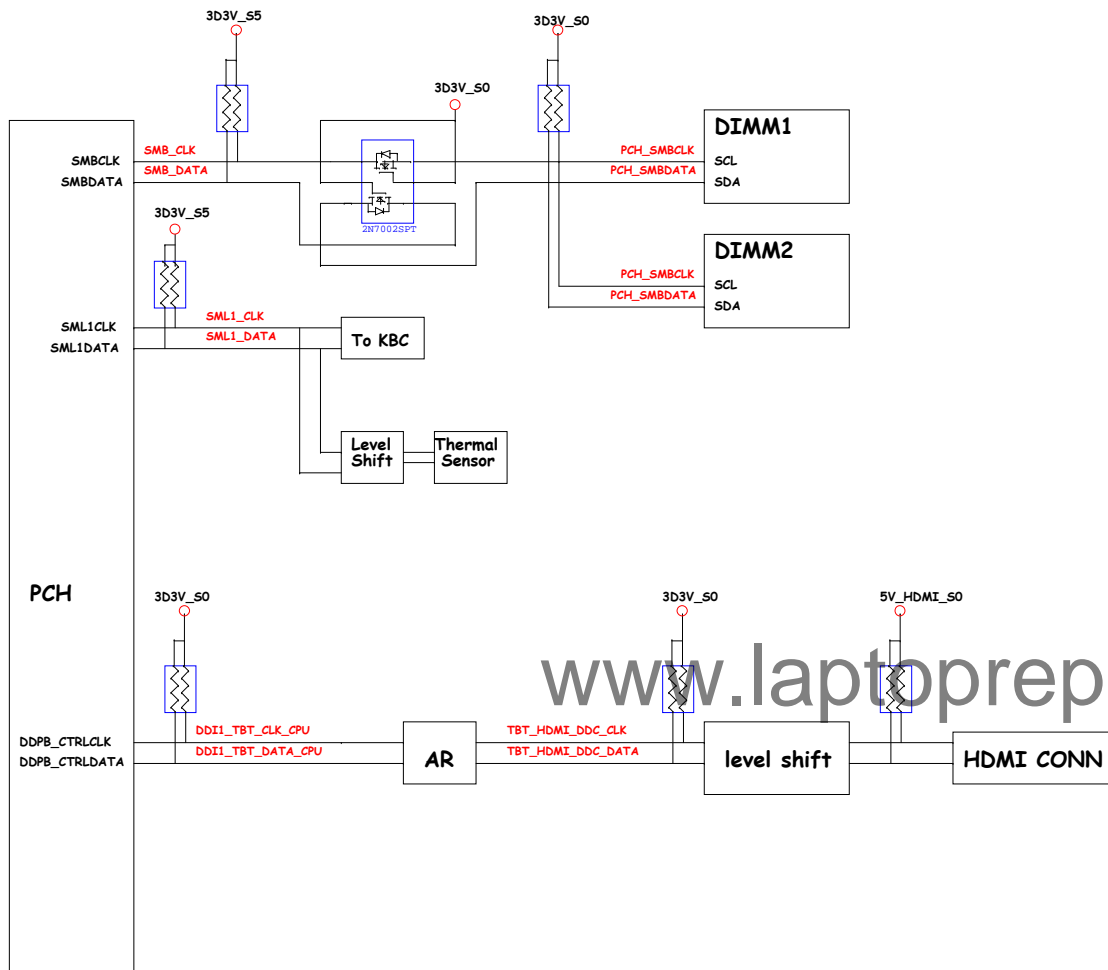 3D3V_S5
3D3V_S0
3D3V_S0
DIMM1
SMBCLK
SMB_CLK
PCH_SMBCLK
SCL
SMBDATA
SMB_DATA
PCH_SMBDATA
SDA
2N7002SPT
3D3V_S5
DIMM2
PCH_SMBCLK
SCL
PCH_SMBDATA
SDA
SML1CLK
SML1_CLK
SML1DATA
SML1_DATA
To KBC
Level
Shift
Thermal
Sensor
PCH
3D3V_S0
3D3V_S0
5V_HDMI_S0
www.laptoprep
DDPB_CTRLCLK
DDI1_TBT_CLK_CPU
TBT_HDMI_DDC_CLK
DDPB_CTRLDATA
DDI1_TBT_DATA_CPU
TBT_HDMI_DDC_DATA
AR
level shift
HDMI CONN